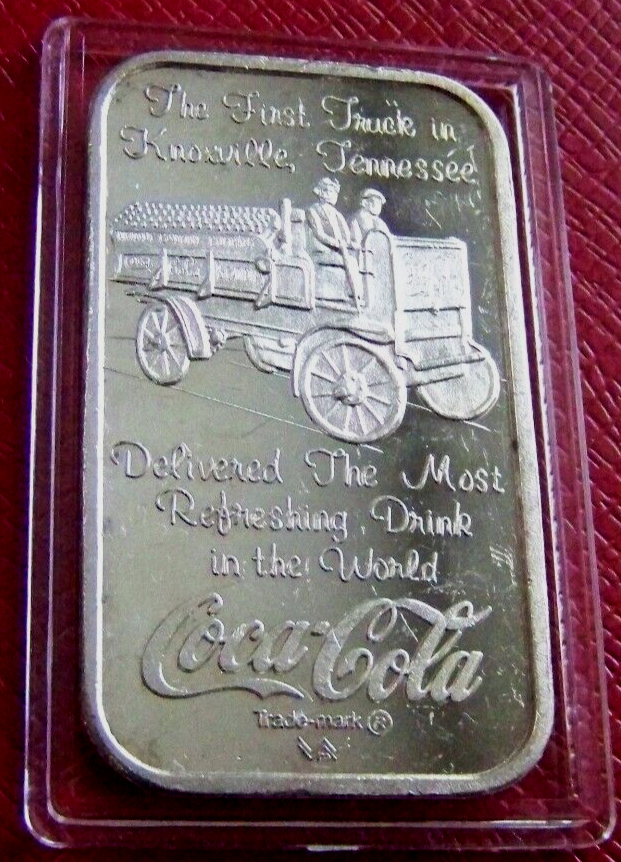 The First Truck in
Knoxville, Tennessee
Delivered The Most
Refreshing Drink
in the World
Coca-Cola
Trade-mark ®